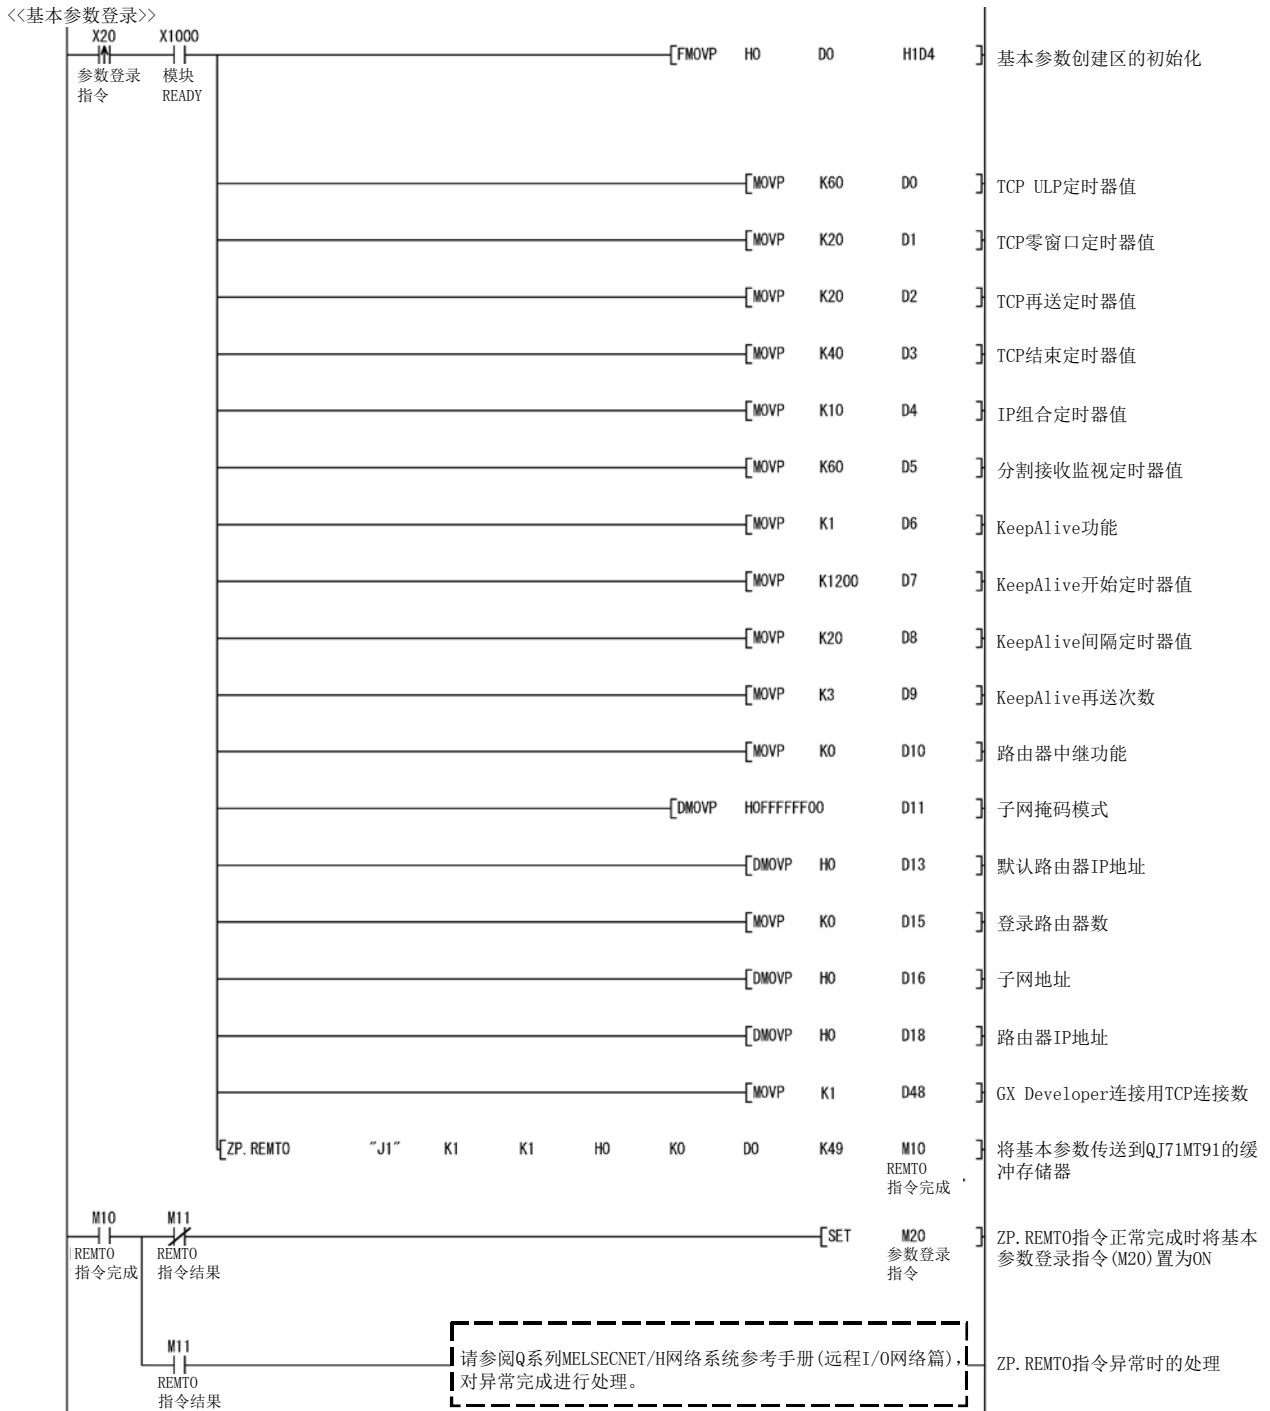 <<基本参数登录>>
X20 X1000
[FMOVP H0 D0 H1D4 ] 基本参数创建区的初始化
参数登录 模块
指令 READY
[MOVP K60 D0 ] TCP ULP定时器值
[MOVP K20 D1 ] TCP零窗口定时器值
[MOVP K20 D2 ] TCP再送定时器值
[MOVP K40 D3 ] TCP结束定时器值
[MOVP K10 D4 ] IP组合定时器值
[MOVP K60 D5 ] 分割接收监视定时器值
[MOVP K1 D6 ] KeepAlive功能
[MOVP K1200 D7 ] KeepAlive开始定时器值
[MOVP K20 D8 ] KeepAlive间隔定时器值
[MOVP K3 D9 ] KeepAlive再送次数
[MOVP K0 D10 ] 路由器中继功能
[DMOVP H0FFFFFF00 D11 ] 子网掩码模式
[DMOVP H0 D13 ] 默认路由器IP地址
[MOVP K0 D15 ] 登录路由器数
[DMOVP H0 D16 ] 子网地址
[DMOVP H0 D18 ] 路由器IP地址
[MOVP K1 D48 ] GX Developer连接用TCP连接数
[ZP.REMTO "J1" K1 K1 H0 K0 D0 K49 M10 ] 将基本参数传送到QJ71MT91的缓
冲存储器
REMTO
指令完成
M10 M11
[SET M20 ] ZP.REMTO指令正常完成时将基本
参数登录指令(M20)置为ON
REMTO REMTO 参数登录
指令完成 指令结果 指令
M11
请参阅Q系列MELSECNET/H网络系统参考手册(远程I/O网络篇),
对异常完成进行处理。
ZP.REMTO指令异常时的处理
REMTO
指令结果